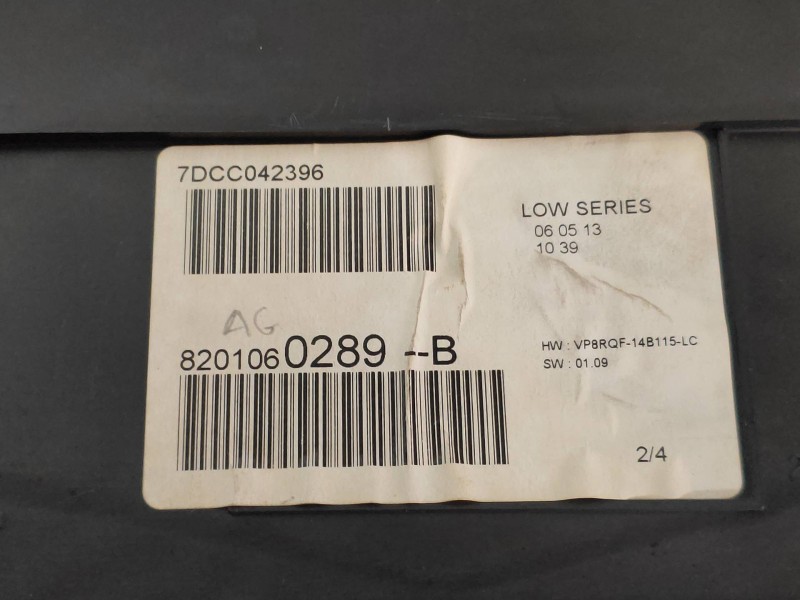 7DCC042396
LOW SERIES
06 05 13
10 39
AG
8201060289 --B
HW : VP8RQF-14B115-LC
SW : 01.09
2/4